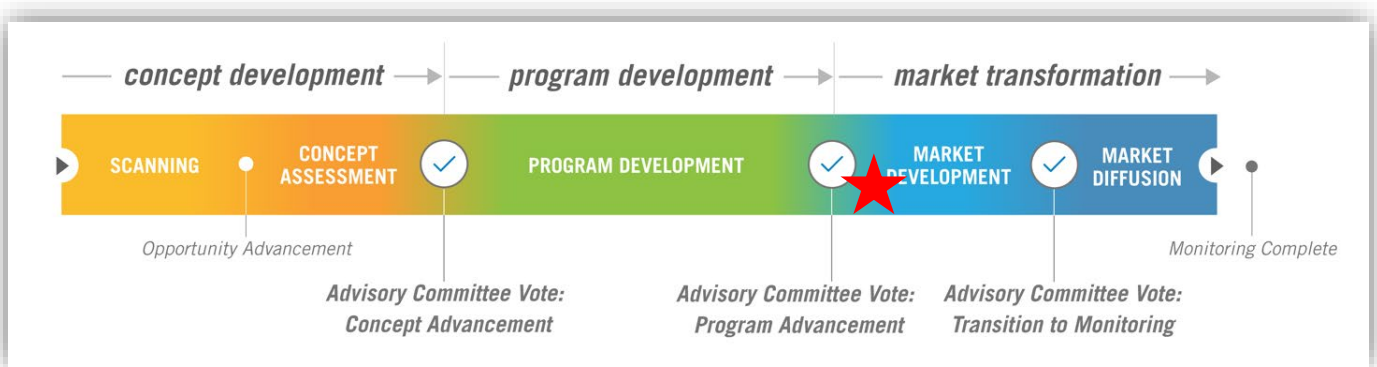 concept development
program development
market transformation
SCANNING
CONCEPT
ASSESSMENT
PROGRAM DEVELOPMENT
MARKET
DEVELOPMENT
MARKET
DIFFUSION
Opportunity Advancement
Monitoring Complete
Advisory Committee Vote:
Concept Advancement
Advisory Committee Vote:
Program Advancement
Advisory Committee Vote:
Transition to Monitoring